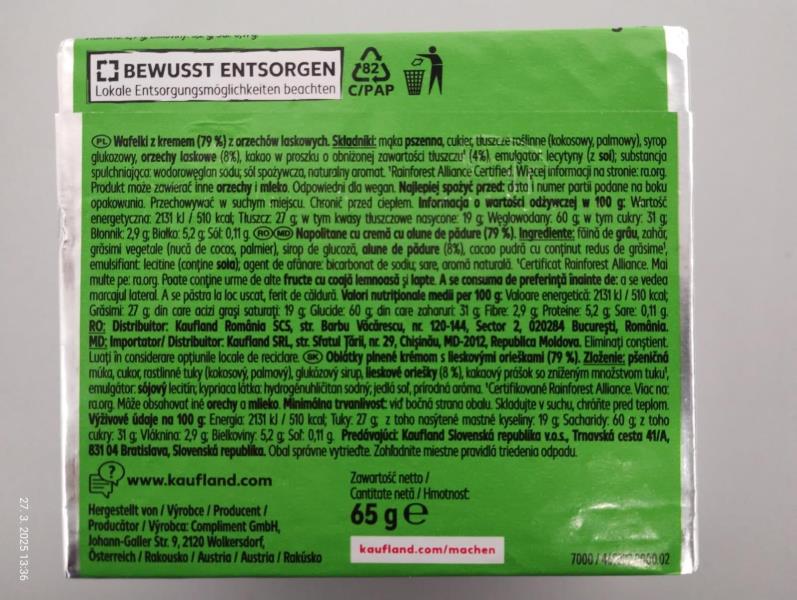 BEWUSST ENTSORGEN
Lokale Entsorgungsmöglichkeiten beachten
82
C/PAP
PL Wafelki z kremem (79 %) z orzechów laskowych. Składniki: mąka pszenna, cukier, tłuszcze roślinne (kokosowy, palmowy), syrop
glukozowy, orzechy laskowe (8%), kakao w proszku o obniżonej zawartości tłuszczu¹ (4%), emulgator: lecytyny (z soi); substancja
spulchniająca: wodorowęglan sodu; sól spożywcza, naturalny aromat. ¹Rainforest Alliance Certified. Więcej informacji na stronie: ra.org.
Produkt może zawierać inne orzechy i mleko. Odpowiedni dla wegan. Najlepiej spożyć przed: data i numer partii podane na boku
opakowania. Przechowywać w suchym miejscu. Chronić przed ciepłem. Informacja o wartości odżywczej w 100 g: Wartość
energetyczna: 2131 kJ / 510 kcal; Tłuszcz: 27 g; w tym kwasy tłuszczowe nasycone: 19 g; Węglowodany: 60 g; w tym cukry: 31 g;
Błonnik: 2,9 g; Białko: 5,2 g; Sól: 0,11 g. RO MD Napolitane cu cremă cu alune de pădure (79 %). Ingrediente: făină de grâu, zahăr,
grăsimi vegetale (nucă de cocos, palmier), sirop de glucoză, alune de pădure (8%), cacao pudră cu conținut redus de grăsime¹,
emulsifiant: lecitine (conține soia); agent de afânare: bicarbonat de sodiu; sare, aromă naturală. ¹Certificat Rainforest Alliance. Mai
multe pe: ra.org. Poate conține urme de alte fructe cu coajă lemnoasă și lapte. A se consuma de preferință înainte de: a se vedea
marcajul lateral. A se păstra la loc uscat, ferit de căldură. Valori nutriționale medii per 100 g: Valoare energetică: 2131 kJ / 510 kcal;
Grăsimi: 27 g; din care acizi grași saturați: 19 g; Glucide: 60 g; din care zaharuri: 31 g; Fibre: 2,9 g; Proteine: 5,2 g; Sare: 0,11 g.
RO: Distribuitor: Kaufland România SCS, str. Barbu Văcărescu, nr. 120-144, Sector 2, 020284 București, România.
MD: Importator/ Distribuitor: Kaufland SRL, str. Sfatul Țării, nr. 29, Chișinău, MD-2012, Republica Moldova. Eliminați conștient.
Luați în considerare opțiunile locale de reciclare. SK Oblátky plnené krémom s lieskovými orieškami (79 %). Zloženie: pšeničná
múka, cukor, rastlinné tuky (kokosový, palmový), glukózový sirup, lieskové oriešky (8 %), kakaový prášok so zníženým množstvom tuku¹,
emulgátor: sójový lecitín; kypriaca látka: hydrogénuhličitan sodný; jedlá soľ, prírodná aróma. ¹Certifikované Rainforest Alliance. Viac na:
ra.org. Môže obsahovať iné orechy a mlieko. Minimálna trvanlivosť: viď bočná strana obalu. Skladujte v suchu, chráňte pred teplom.
Výživové údaje na 100 g: Energia: 2131 kJ / 510 kcal; Tuky: 27 g; z toho nasýtené mastné kyseliny: 19 g; Sacharidy: 60 g; z toho
cukry: 31 g; Vláknina: 2,9 g; Bielkoviny: 5,2 g; Soľ: 0,11 g. Predávajúci: Kaufland Slovenská republika v.o.s., Trnavská cesta 41/A,
831 04 Bratislava, Slovenská republika. Obal správne vytrieďte. Zohľadnite miestne pravidlá triedenia odpadu.
www.kaufland.com
Zawartość netto /
Cantitate netă / Hmotnosť:
65 g e
Hergestellt von / Výrobce / Producent /
Producător / Výrobca: Compliment GmbH,
Johann-Galler Str. 9, 2120 Wolkersdorf,
Österreich / Rakousko / Austria / Austria / Rakúsko
kaufland.com/machen
27. 3. 2025 13:36